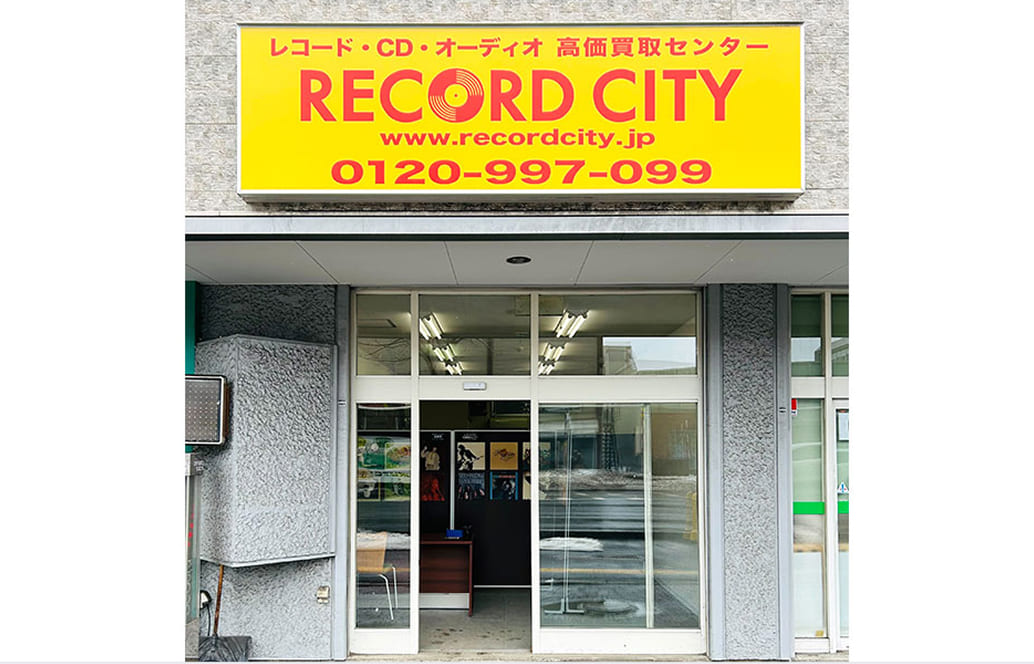 レコード・CD・オーディオ 高価買取センター
RECORD CITY
www.recordcity.jp
0120-997-099